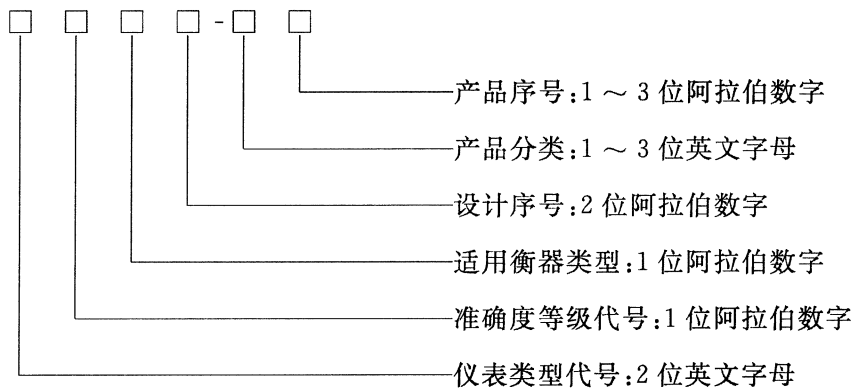 □ □ □ □-□ □
产品序号:1～3位阿拉伯数字
产品分类:1～3位英文字母
设计序号:2位阿拉伯数字
适用衡器类型:1位阿拉伯数字
准确度等级代号:1位阿拉伯数字
仪表类型代号:2位英文字母